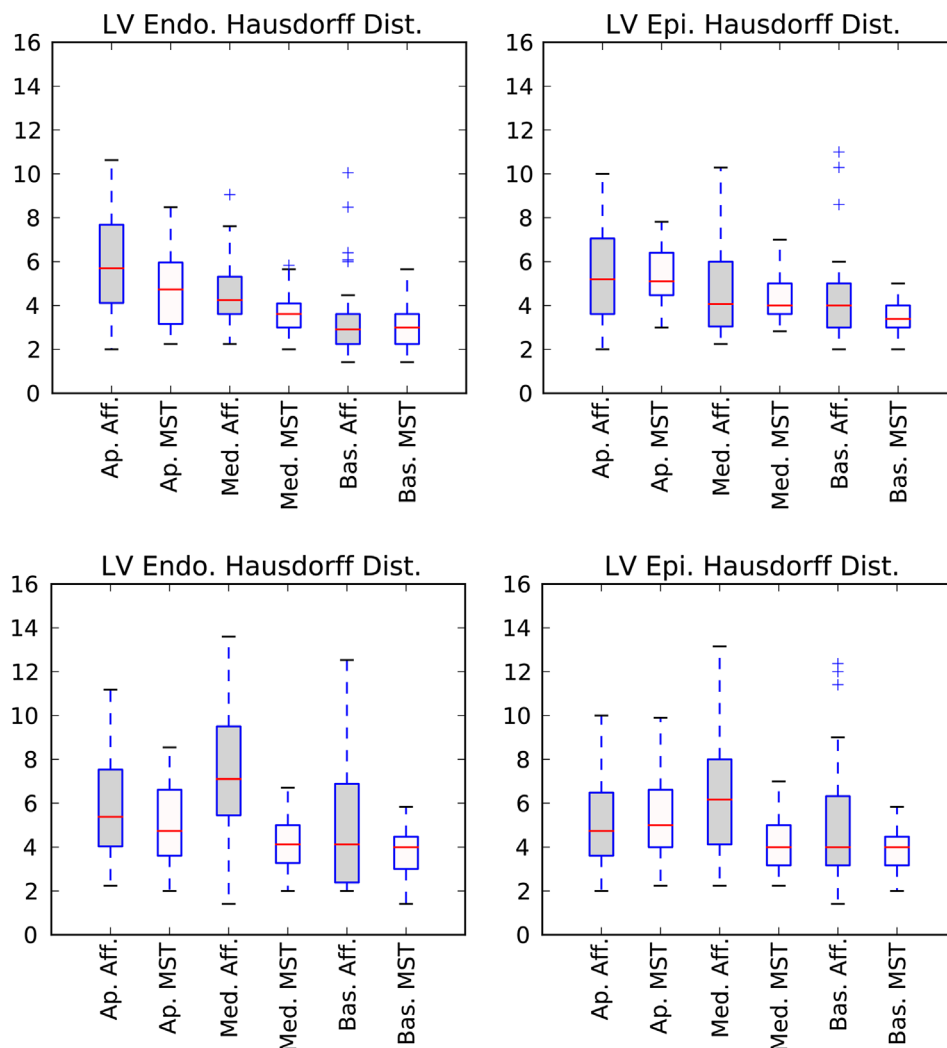 LV Endo. Hausdorff Dist.
16
14
12
10
8
6
4
2
0
Ap. Aff.
Ap. MST
Med. Aff.
Med. MST
Bas. Aff.
Bas. MST
LV Epi. Hausdorff Dist.
16
14
12
10
8
6
4
2
0
Ap. Aff.
Ap. MST
Med. Aff.
Med. MST
Bas. Aff.
Bas. MST
LV Endo. Hausdorff Dist.
16
14
12
10
8
6
4
2
0
Ap. Aff.
Ap. MST
Med. Aff.
Med. MST
Bas. Aff.
Bas. MST
LV Epi. Hausdorff Dist.
16
14
12
10
8
6
4
2
0
Ap. Aff.
Ap. MST
Med. Aff.
Med. MST
Bas. Aff.
Bas. MST